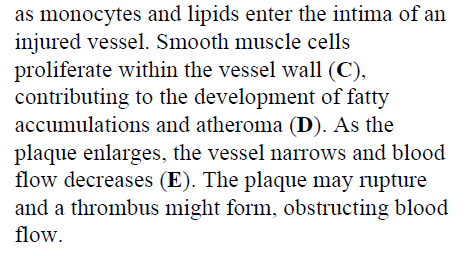 as monocytes and lipids enter the intima of an
injured vessel. Smooth muscle cells
proliferate within the vessel wall (C),
contributing to the development of fatty
accumulations and atheroma (D). As the
plaque enlarges, the vessel narrows and blood
flow decreases (E). The plaque may rupture
and a thrombus might form, obstructing blood
flow.